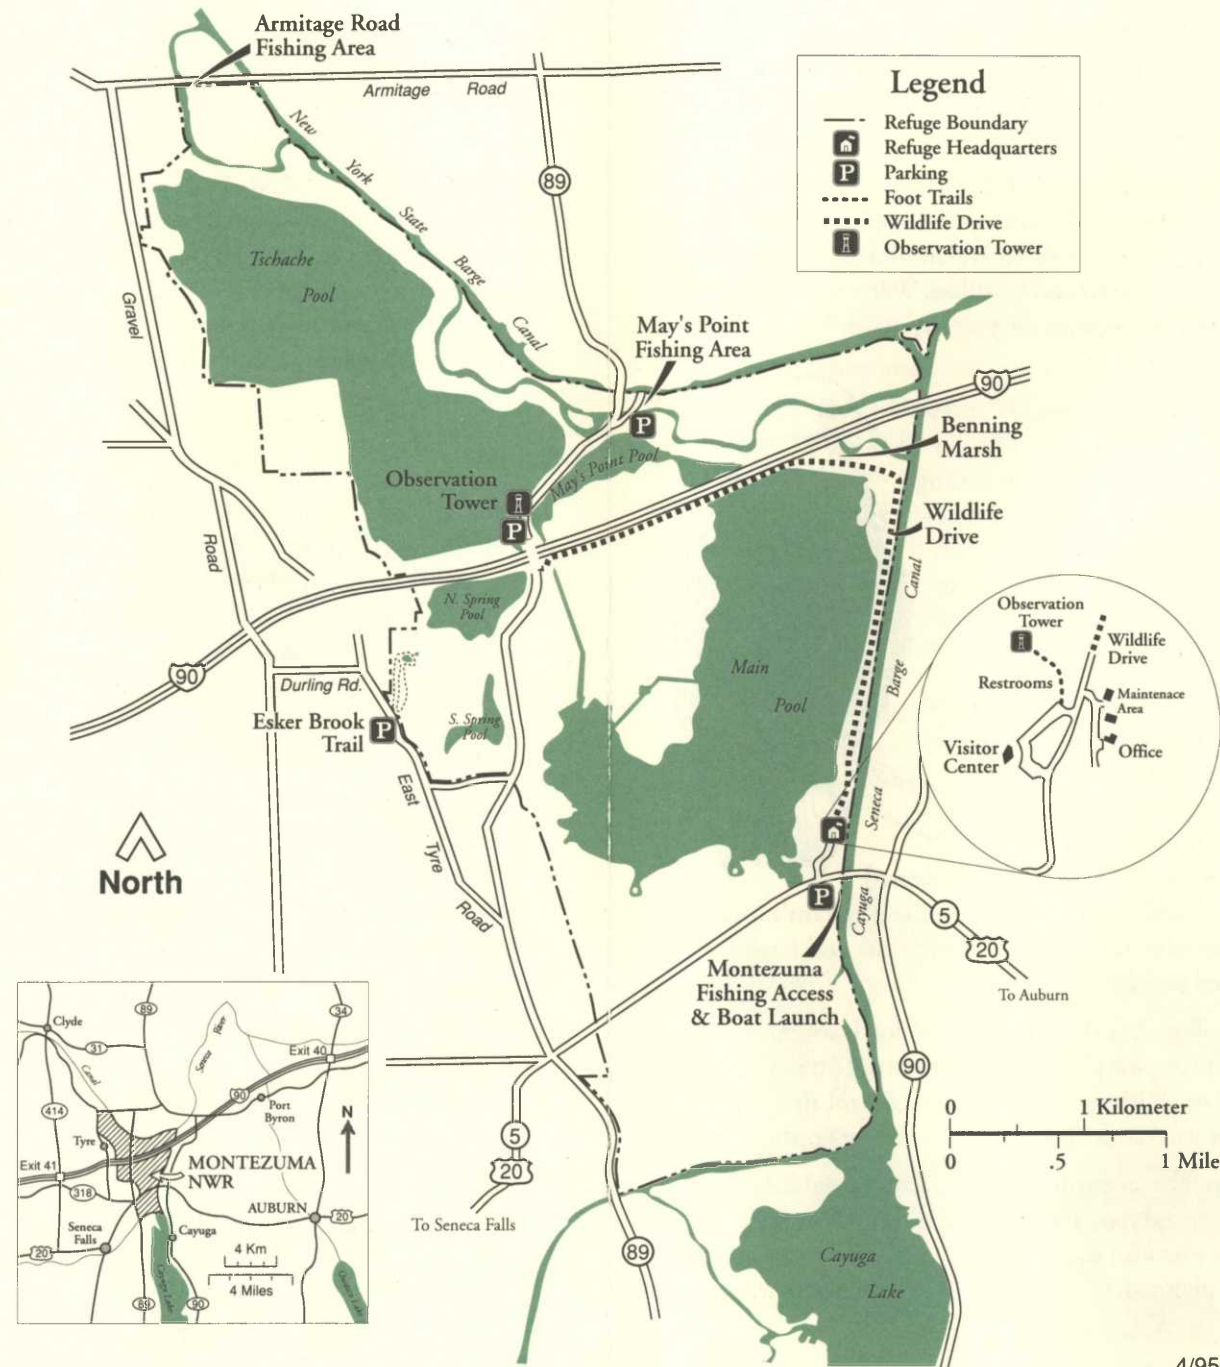 Armitage Road
Fishing Area
Armitage Road
New York State Barge Canal
89
Legend
Refuge Boundary
Refuge Headquarters
P Parking
Foot Trails
Wildlife Drive
Observation Tower
Tschache
Pool
Gravel
Road
May's Point
Fishing Area
P
90
Benning
Marsh
Observation
Tower
P
May's Point Pool
Wildlife
Drive
N. Spring
Pool
Main
Pool
Canal
Barge
Seneca
Cayuga
90
Durling Rd.
Esker Brook
Trail
P
S. Spring
Pool
East
Tyre
Road
Observation
Tower
Wildlife
Drive
Restrooms
Maintenace
Area
Office
Visitor
Center
North
P
5
20
To Auburn
Montezuma
Fishing Access
& Boat Launch
90
5
20
To Seneca Falls
89
Cayuga
Lake
0 1 Kilometer
0 .5 1 Mile
Clyde
89
34
31
Seneca River
Exit 40
Canal
90
Port
Byron
414
Tyre
N
Exit 41
MONTEZUMA
NWR
318
AUBURN
20
Seneca
Falls
Cayuga
20
4 Km
4 Miles
Cayuga Lake
Owasco Lake
89
90
4/95